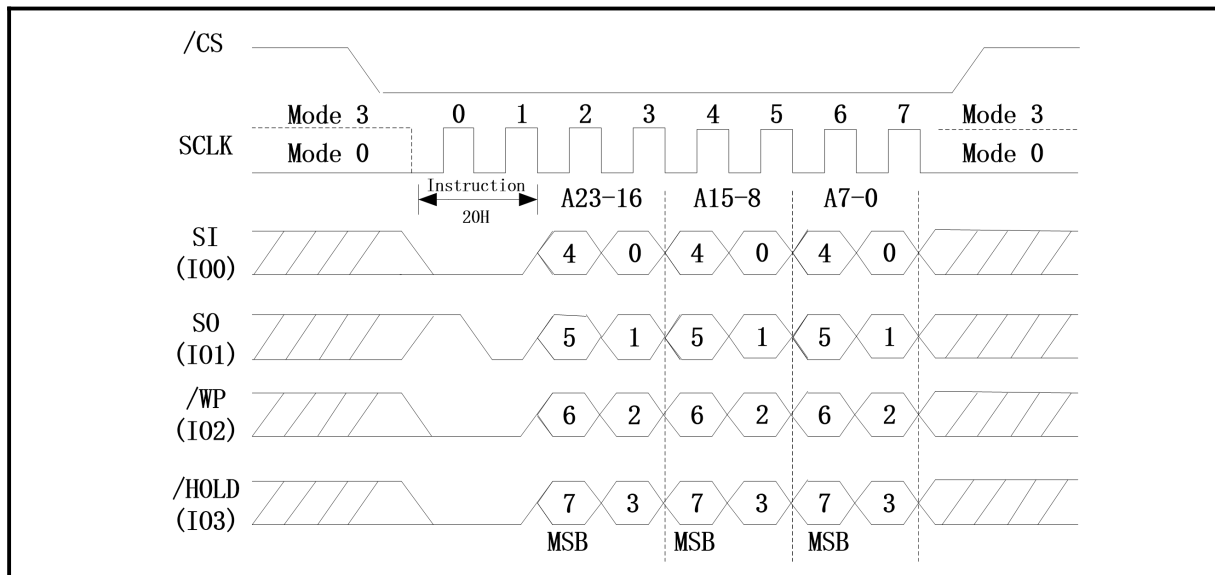 /CS
Mode 3 0 1 2 3 4 5 6 7 Mode 3
SCLK
Mode 0 Mode 0
Instruction
A23-16 A15-8 A7-0
20H
SI
(IO0)
4 0 4 0 4 0
SO
(IO1)
5 1 5 1 5 1
/WP
(IO2)
6 2 6 2 6 2
/HOLD
(IO3)
7 3 7 3 7 3
MSB MSB MSB